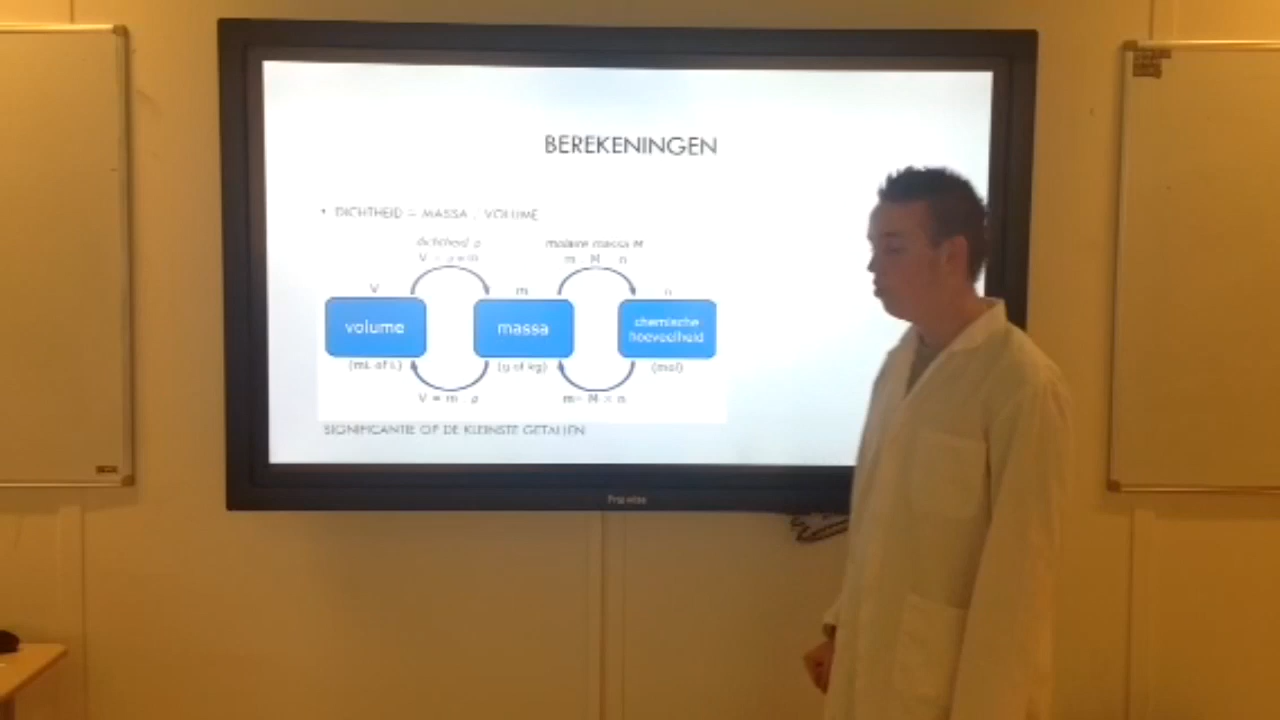 BEREKENINGEN
• DICHTHEID = MASSA : VOLUME
dichtheid ρ
molaire massa M
V × ρ = m
m : M = n
V
m
n
volume
massa
chemische
hoeveelheid
(mL of L)
(g of kg)
(mol)
V = m : ρ
m = M × n
SIGNIFICANTIE OP DE KLEINSTE GETALLEN
Prowise